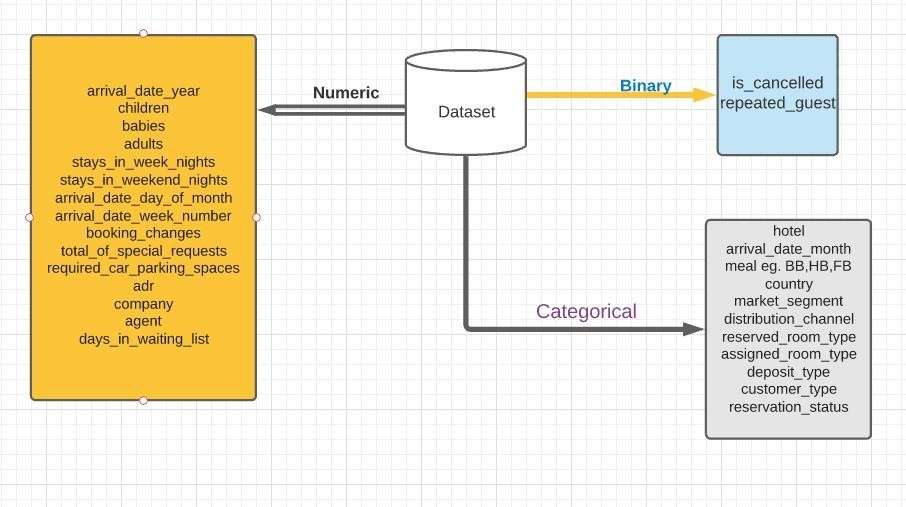 arrival_date_year
children
babies
adults
stays_in_week_nights
stays_in_weekend_nights
arrival_date_day_of_month
arrival_date_week_number
booking_changes
total_of_special_requests
required_car_parking_spaces
adr
company
agent
days_in_waiting_list
Numeric
Dataset
Binary
is_cancelled
repeated_guest
Categorical
hotel
arrival_date_month
meal eg. BB,HB,FB
country
market_segment
distribution_channel
reserved_room_type
assigned_room_type
deposit_type
customer_type
reservation_status